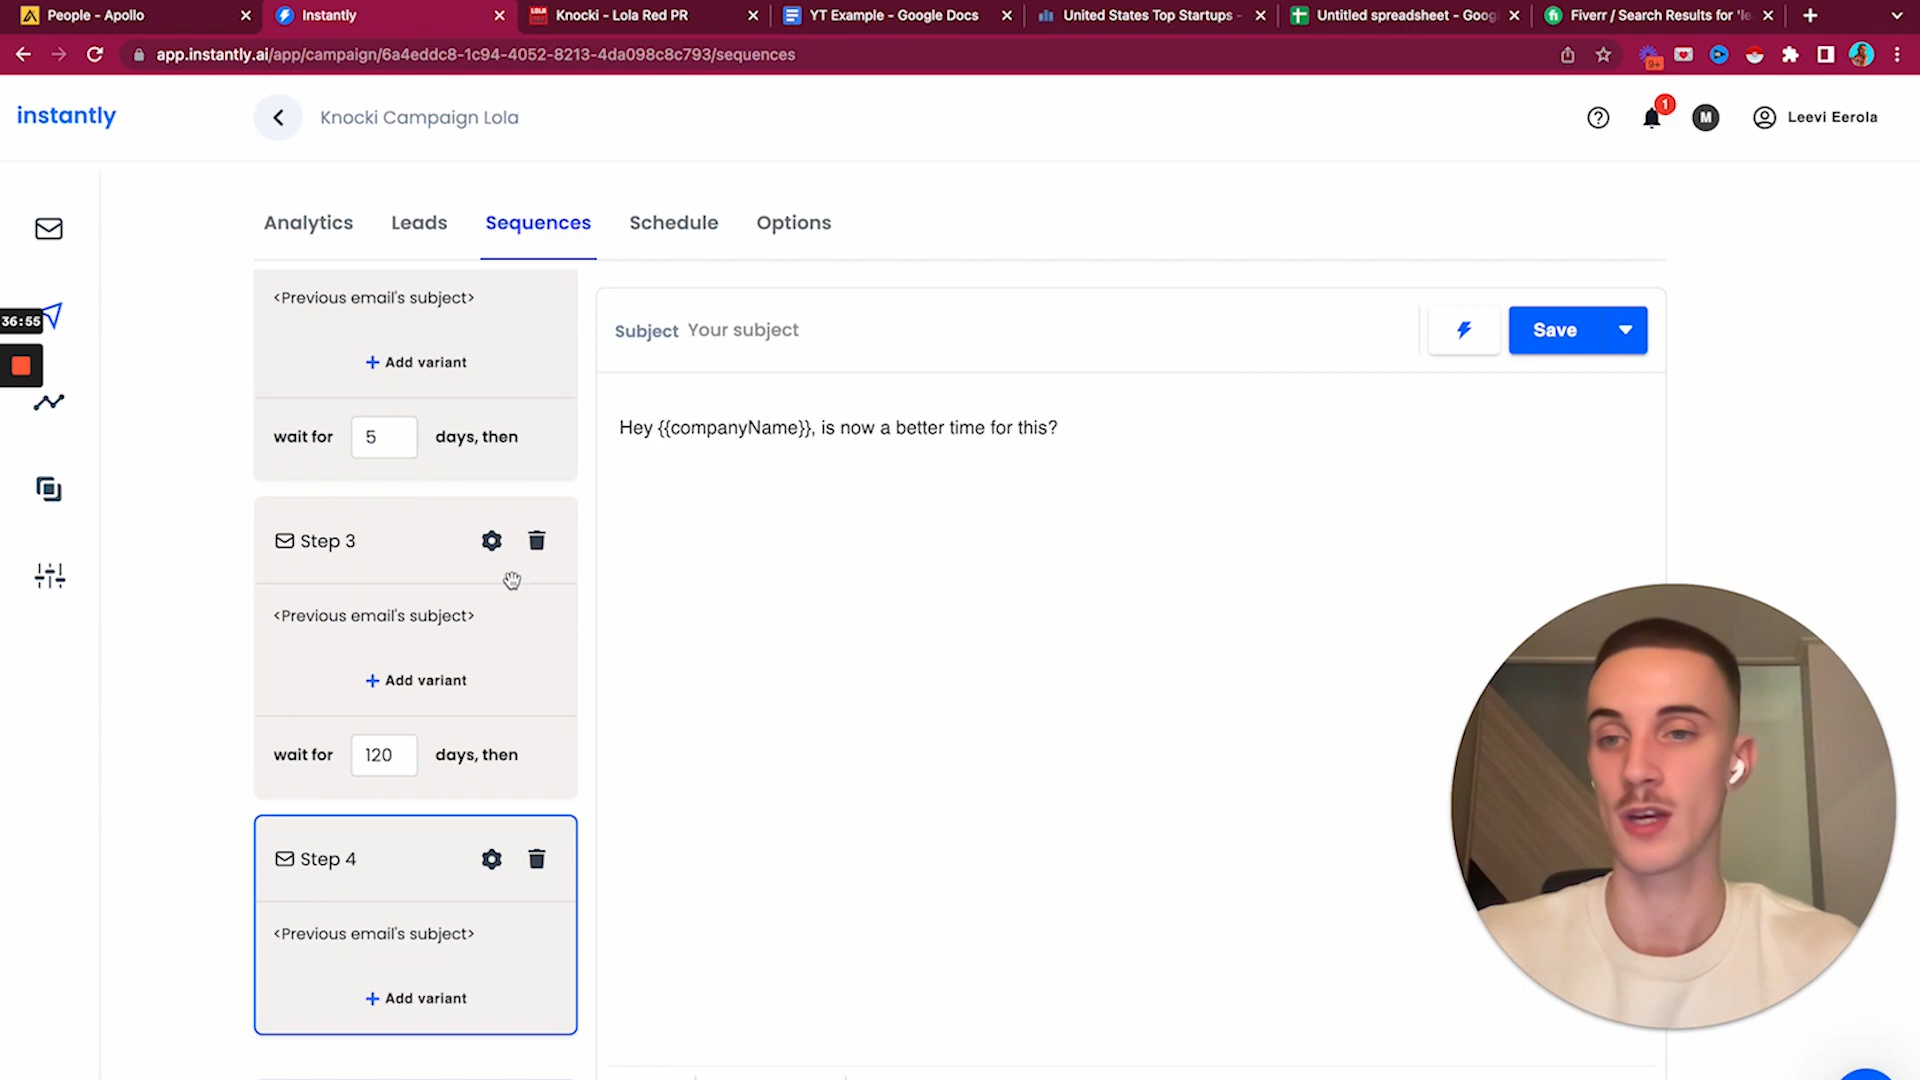 People - Apollo
Instantly
Knocki - Lola Red PR
YT Example - Google Docs
United States Top Startups -
Untitled spreadsheet - Goog
Fiverr / Search Results for 'le
app.instantly.ai/app/campaign/6a4eddc8-1c94-4052-8213-4da098c8c793/sequences
9+
instantly
Knocki Campaign Lola
1
M
Leevi Eerola
Analytics
Leads
Sequences
Schedule
Options
<Previous email's subject>
+ Add variant
wait for 5 days, then
Subject Your subject
Save
Hey {{companyName}}, is now a better time for this?
36:55
Step 3
<Previous email's subject>
+ Add variant
wait for 120 days, then
Step 4
<Previous email's subject>
+ Add variant